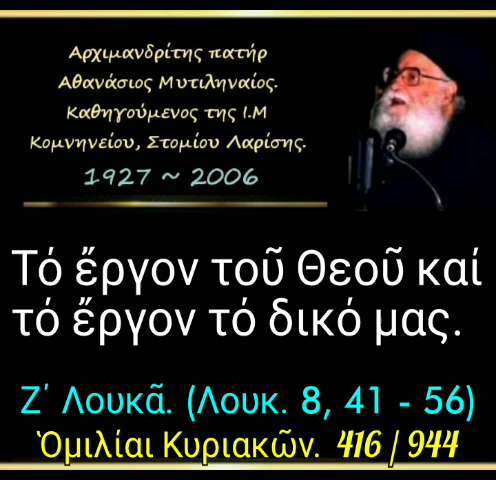 Αρχιμανδρίτης πατήρ
Αθανάσιος Μυτιληναίος.
Καθηγούμενος της Ι.Μ
Κομνηνείου, Στομίου Λαρίσης.
1927 ~ 2006
Τό ἔργον τοῦ Θεοῦ καί
τό ἔργον τό δικό μας.
Ζ΄ Λουκᾶ. (Λουκ. 8, 41 - 56)
Ὁμιλίαι Κυριακῶν. 416 / 944